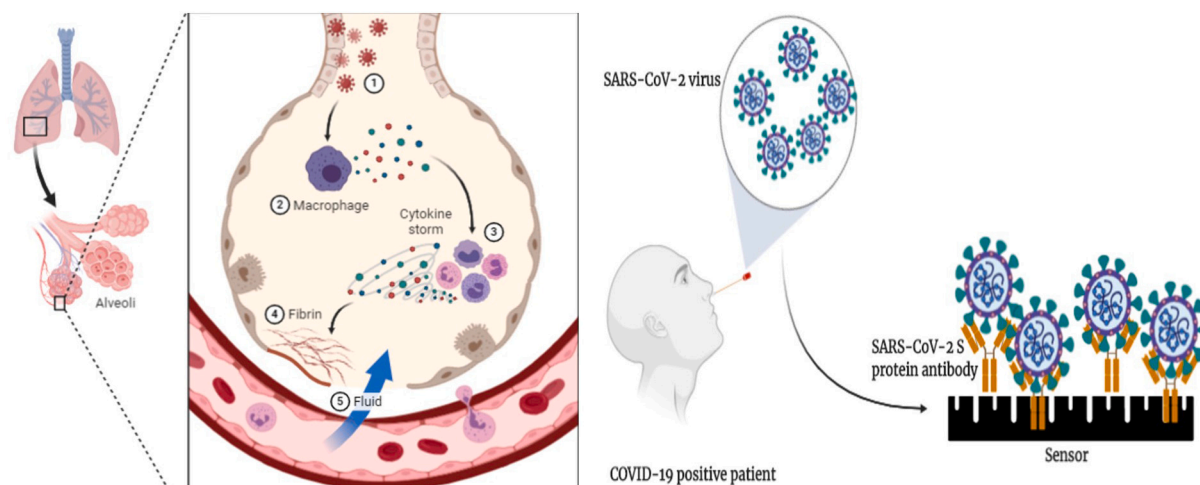 Alveoli
1
2 Macrophage
Cytokine
storm
3
4 Fibrin
5 Fluid
SARS-CoV-2 virus
SARS-CoV-2 S
protein antibody
Sensor
COVID-19 positive patient